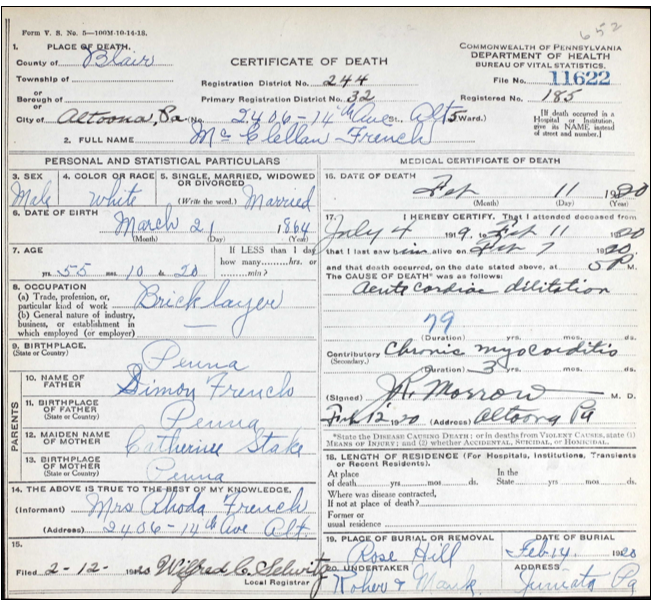 652
Form V. S. No. 5—100M-10-14-18.
1. PLACE OF DEATH.
County of Blair
Township of
or
Borough of
or
City of Altoona, Pa (No. 2406-14th Ave St., Alt 5 Ward.)
CERTIFICATE OF DEATH
Registration District No. 244
Primary Registration District No. 32
COMMONWEALTH OF PENNSYLVANIA
DEPARTMENT OF HEALTH
BUREAU OF VITAL STATISTICS.
File No. 11622
Registered No. 185
[If death occurred in a
Hospital or Institution,
give its NAME, instead
of street and number.]
2. FULL NAME McClellan French
PERSONAL AND STATISTICAL PARTICULARS
3. SEX
Male
4. COLOR OR RACE
White
5. SINGLE, MARRIED, WIDOWED
OR DIVORCED
(Write the word.) Married
6. DATE OF BIRTH
March 21 1864
(Month) (Day) (Year)
7. AGE
yrs. 55 mos. 10 ds. 20
If LESS than 1 day
how many hrs. or
min.?
8. OCCUPATION
(a) Trade, profession, or,
particular kind of work Bricklayer
(b) General nature of industry,
business, or establishment in
which employed (or employer) —
9. BIRTHPLACE.
(State or Country)
Penna
PARENTS
10. NAME OF
FATHER
Simon French
11. BIRTHPLACE
OF FATHER
(State or Country)
Penna
12. MAIDEN NAME
OF MOTHER
Catherine Stake
13. BIRTHPLACE
OF MOTHER
(State or Country)
Penna
14. THE ABOVE IS TRUE TO THE BEST OF MY KNOWLEDGE.
(Informant) Mrs Rhoda French
(Address) 2406-14th Ave Alt.
15.
Filed 2-12- 1920 Wilfred C.
Local Registrar
MEDICAL CERTIFICATE OF DEATH
16. DATE OF DEATH
Feb 11 1920
(Month) (Day) (Year)
17. I HEREBY CERTIFY. That I attended deceased from
July 4 1919, to Feb 11 1920
that I last saw him alive on Feb 7 1920
and that death occurred, on the date stated above, at 5 P M.
The CAUSE OF DEATH* was as follows:
Acute cardiac dilitation
79
(Duration) yrs. mos. ds.
Contributory Chronic myocarditis
(Secondary.)
(Duration) 3 yrs. mos. ds.
(Signed) J.R. Morrow M. D.
Feb 12 1920 (Address) Altoona Pa
*State the DISEASE CAUSING DEATH; or in deaths from VIOLENT CAUSES, state (1)
MEANS OF INJURY; and (2) whether ACCIDENTAL, SUICIDAL, or HOMICIDAL.
18. LENGTH OF RESIDENCE (For Hospitals, Institutions, Transients
or Recent Residents).
At place
of death yrs. mos. ds.
In the
State yrs. mos. ds.
Where was disease contracted,
If not at place of death?
Former or
usual residence
19. PLACE OF BURIAL OR REMOVAL
Rose Hill
DATE OF BURIAL
Feb 14 1920
20. UNDERTAKER
& Mauk
ADDRESS
Juniata Pa